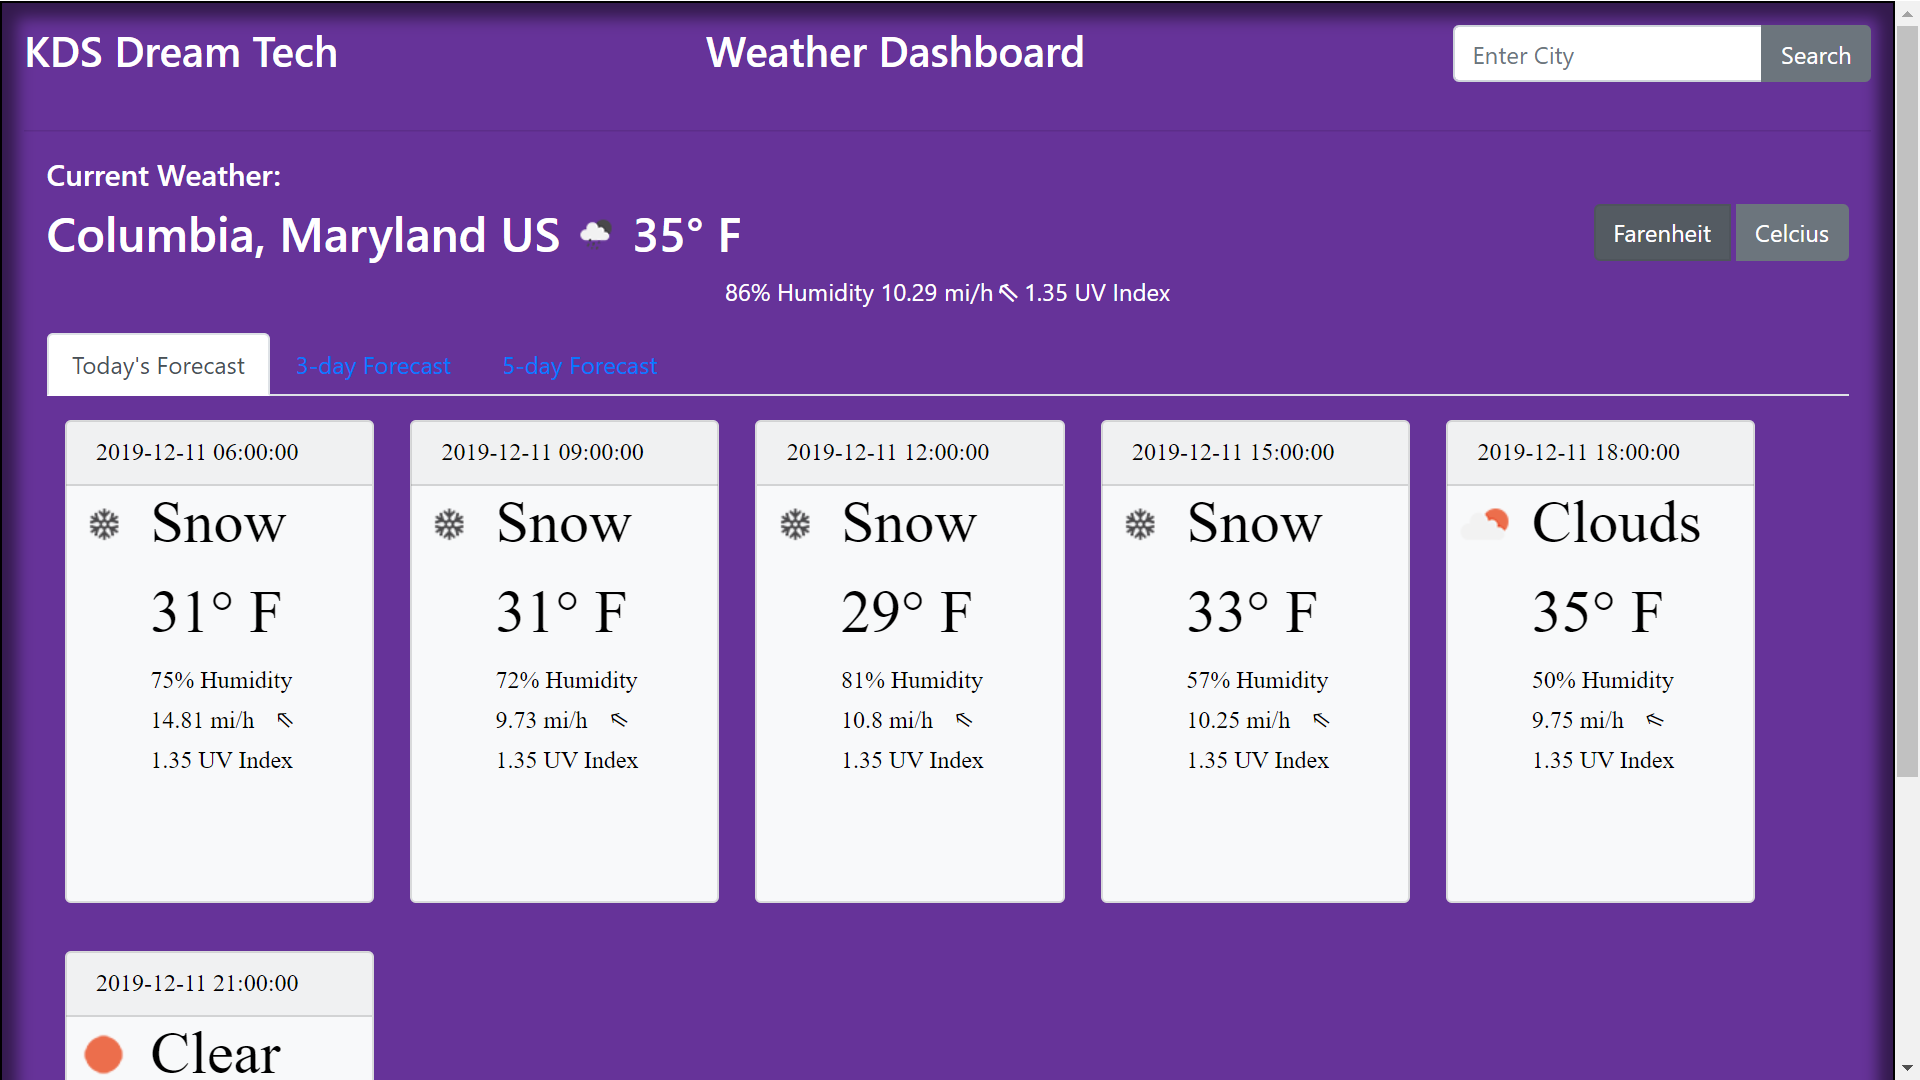 KDS Dream Tech
Weather Dashboard
Enter City
Search
Current Weather:
Columbia, Maryland US 35° F
Farenheit
Celcius
86% Humidity 10.29 mi/h ⇖ 1.35 UV Index
Today's Forecast
3-day Forecast
5-day Forecast
2019-12-11 06:00:00
Snow
31° F
75% Humidity
14.81 mi/h ⇖
1.35 UV Index
2019-12-11 09:00:00
Snow
31° F
72% Humidity
9.73 mi/h ⇖
1.35 UV Index
2019-12-11 12:00:00
Snow
29° F
81% Humidity
10.8 mi/h ⇖
1.35 UV Index
2019-12-11 15:00:00
Snow
33° F
57% Humidity
10.25 mi/h ⇖
1.35 UV Index
2019-12-11 18:00:00
Clouds
35° F
50% Humidity
9.75 mi/h ⇖
1.35 UV Index
2019-12-11 21:00:00
Clear